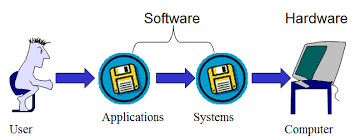 Software
Hardware
Applications
Systems
User
Computer